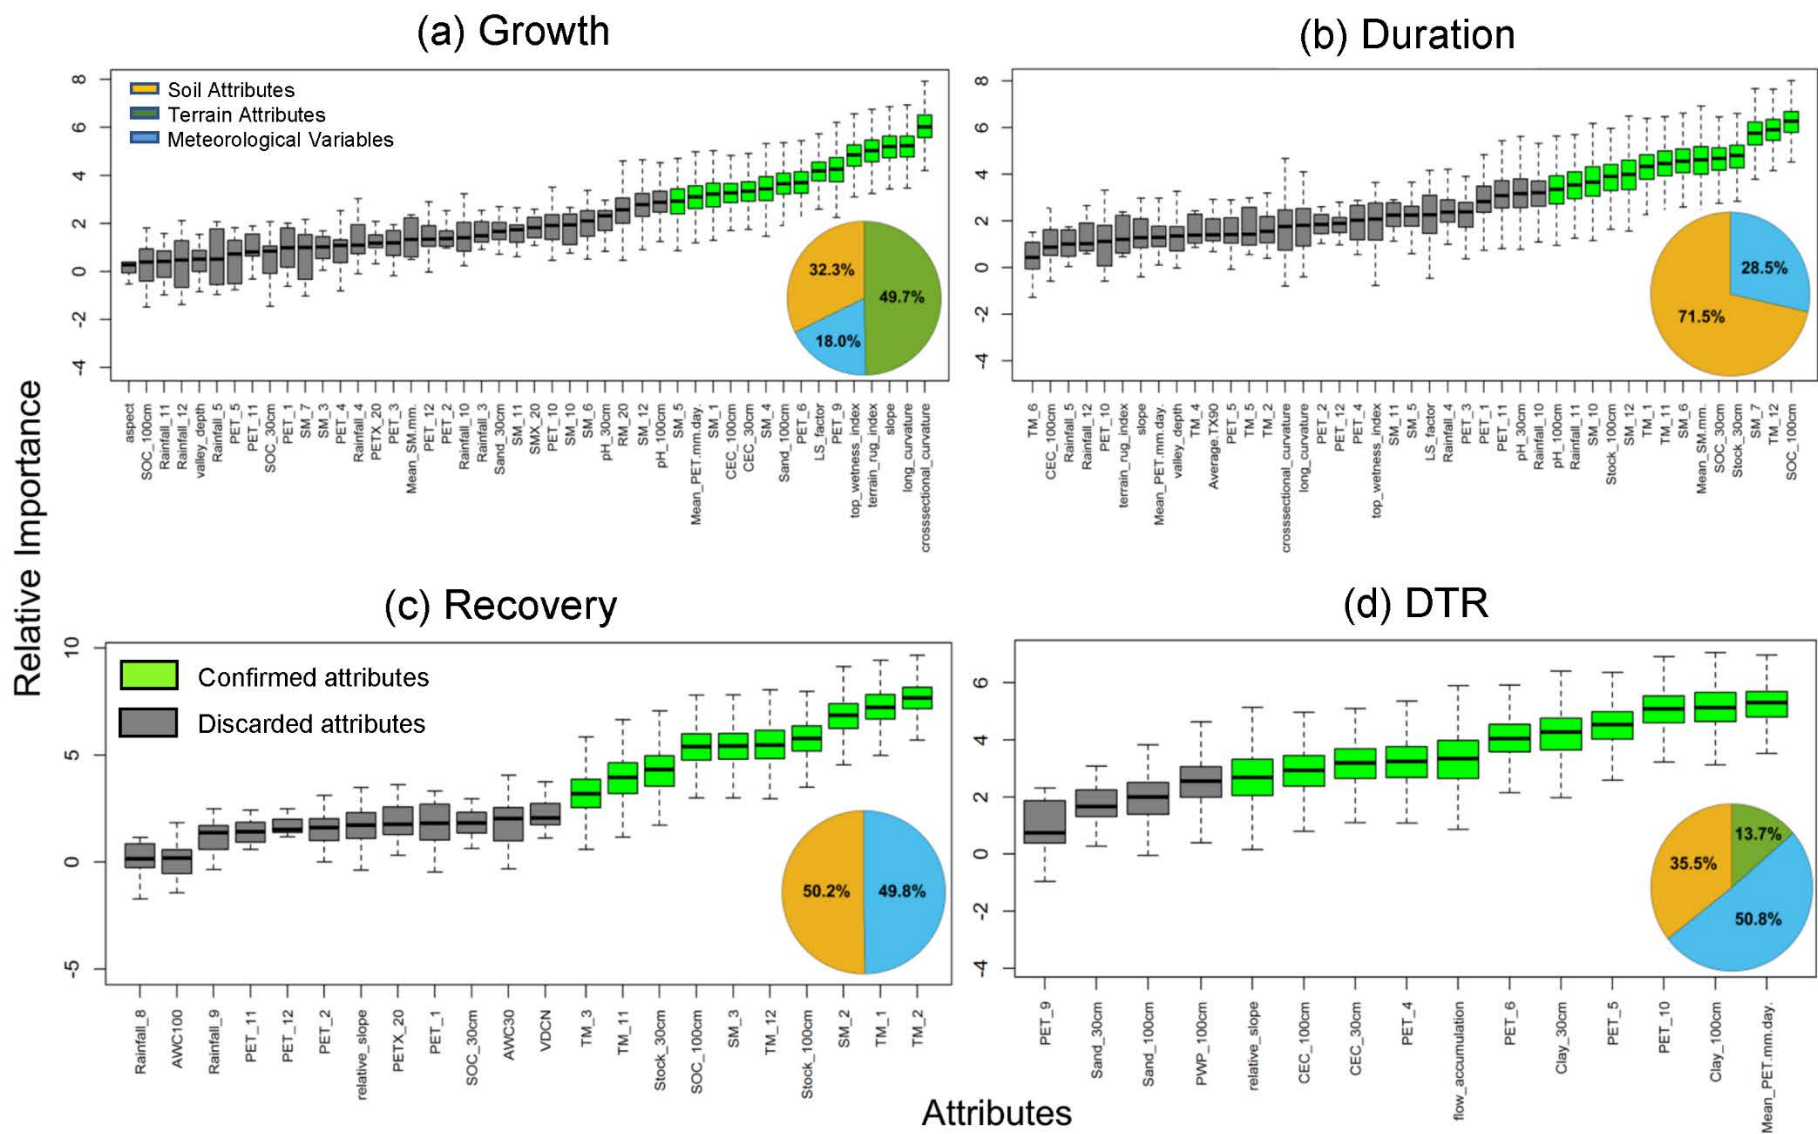 (a) Growth
8
6
4
2
0
-2
-4
Soil Attributes
Terrain Attributes
Meteorological Variables
32.3%
49.7%
18.0%
aspect
SOC_100cm
Rainfall_11
Rainfall_12
valley_depth
Rainfall_5
PET_5
PET_11
SOC_30cm
PET_1
SM_7
SM_3
PET_4
Rainfall_4
PETX_20
PET_3
Mean_SM.mm.
PET_12
PET_2
Rainfall_10
Rainfall_3
Sand_30cm
SM_11
SMX_20
PET_10
SM_10
SM_6
pH_30cm
RM_20
SM_12
pH_100cm
SM_5
Mean_PET.mm.day.
SM_1
CEC_100cm
CEC_30cm
SM_4
Sand_100cm
PET_6
LS_factor
PET_9
top_wetness_index
terrain_rug_index
slope
long_curvature
crosssectional_curvature
(b) Duration
8
6
4
2
0
-2
-4
28.5%
71.5%
TM_6
CEC_100cm
Rainfall_5
Rainfall_12
PET_10
terrain_rug_index
slope
Mean_PET.mm.day.
valley_depth
TM_4
Average.TX90
PET_5
TM_5
TM_2
crosssectional_curvature
long_curvature
PET_2
PET_12
PET_4
top_wetness_index
SM_11
SM_5
LS_factor
Rainfall_4
PET_3
PET_1
PET_11
pH_30cm
Rainfall_10
pH_100cm
Rainfall_11
SM_10
Stock_100cm
SM_12
TM_1
TM_11
SM_6
Mean_SM.mm.
SOC_30cm
Stock_30cm
SM_7
TM_12
SOC_100cm
Relative Importance
(c) Recovery
10
5
0
-5
Confirmed attributes
Discarded attributes
50.2%
49.8%
Rainfall_8
AWC100
Rainfall_9
PET_11
PET_12
PET_2
relative_slope
PETX_20
PET_1
SOC_30cm
AWC30
VDCN
TM_3
TM_11
Stock_30cm
SOC_100cm
SM_3
TM_12
Stock_100cm
SM_2
TM_1
TM_2
(d) DTR
6
4
2
0
-2
-4
13.7%
35.5%
50.8%
PET_9
Sand_30cm
Sand_100cm
PWP_100cm
relative_slope
CEC_100cm
CEC_30cm
PET_4
flow_accumulation
PET_6
Clay_30cm
PET_5
PET_10
Clay_100cm
Mean_PET.mm.day.
Attributes